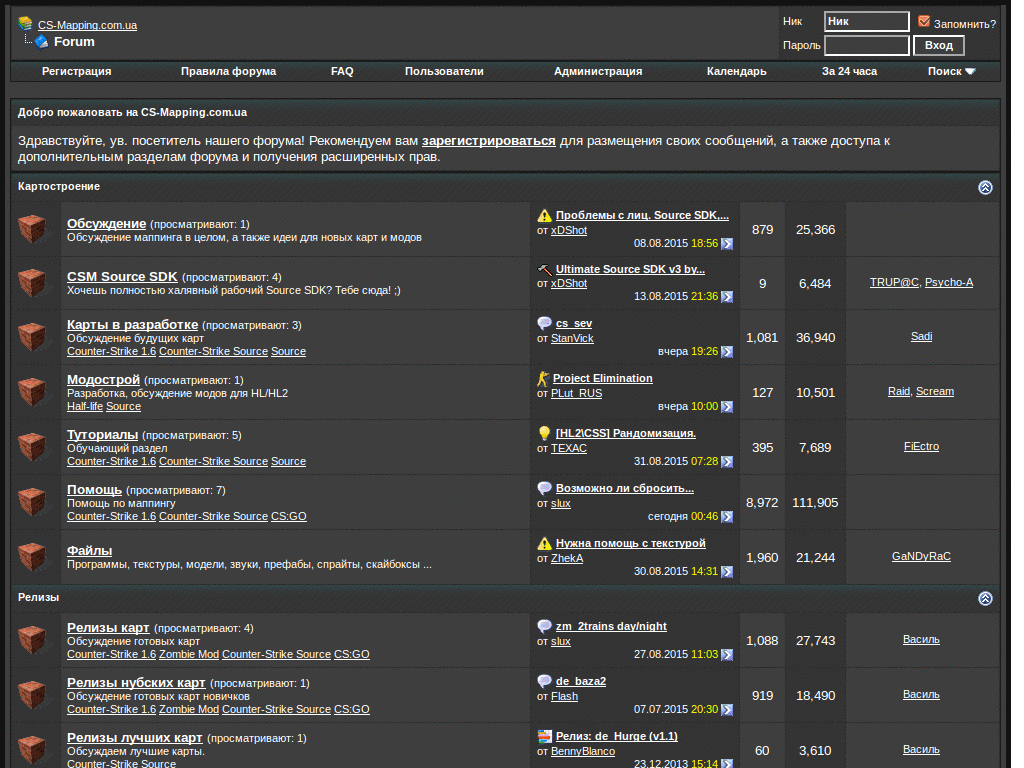 CS-Mapping.com.ua
Forum
Ник Ник Запомнить?
Пароль Вход
Регистрация Правила форума FAQ Пользователи Администрация Календарь За 24 часа Поиск
Добро пожаловать на CS-Mapping.com.ua
Здравствуйте, ув. посетитель нашего форума! Рекомендуем вам зарегистрироваться для размещения своих сообщений, а также доступа к
дополнительным разделам форума и получения расширенных прав.
Картостроение
Обсуждение (просматривают: 1)
Обсуждение маппинга в целом, а также идеи для новых карт и модов
Проблемы с лиц. Source SDK,...
от xDShot
08.08.2015 18:56
879 25,366
CSM Source SDK (просматривают: 4)
Хочешь полностью халявный рабочий Source SDK? Тебе сюда! ;)
Ultimate Source SDK v3 by...
от xDShot
13.08.2015 21:36
9 6,484 TRUP@C, Psycho-A
Карты в разработке (просматривают: 3)
Обсуждение будущих карт
Counter-Strike 1.6 Counter-Strike Source Source
cs_sev
от StanVick
вчера 19:26
1,081 36,940 Sadi
Модострой (просматривают: 1)
Разработка, обсуждение модов для HL/HL2
Half-life Source
Project Elimination
от PLut_RUS
вчера 10:00
127 10,501 Raid, Scream
Туториалы (просматривают: 5)
Обучающий раздел
Counter-Strike 1.6 Counter-Strike Source Source
[HL2\CSS] Рандомизация.
от TEXAC
31.08.2015 07:28
395 7,689 FiEctro
Помощь (просматривают: 7)
Помощь по маппингу
Counter-Strike 1.6 Counter-Strike Source CS:GO
Возможно ли сбросить...
от slux
сегодня 00:46
8,972 111,905
Файлы
Программы, текстуры, модели, звуки, префабы, спрайты, скайбоксы ...
Нужна помощь с текстурой
от ZhekA
30.08.2015 14:31
1,960 21,244 GaNDyRaC
Релизы
Релизы карт (просматривают: 4)
Обсуждение готовых карт
Counter-Strike 1.6 Zombie Mod Counter-Strike Source CS:GO
zm_2trains day/night
от slux
27.08.2015 11:03
1,088 27,743 Василь
Релизы нубских карт (просматривают: 1)
Обсуждение готовых карт новичков
Counter-Strike 1.6 Zombie Mod Counter-Strike Source CS:GO
de_baza2
от Flash
07.07.2015 20:30
919 18,490 Василь
Релизы лучших карт (просматривают: 1)
Обсуждаем лучшие карты.
Counter-Strike Source
Релиз: de_Hurge (v1.1)
от BennyBlanco
23.12.2013 15:14
60 3,610 Василь